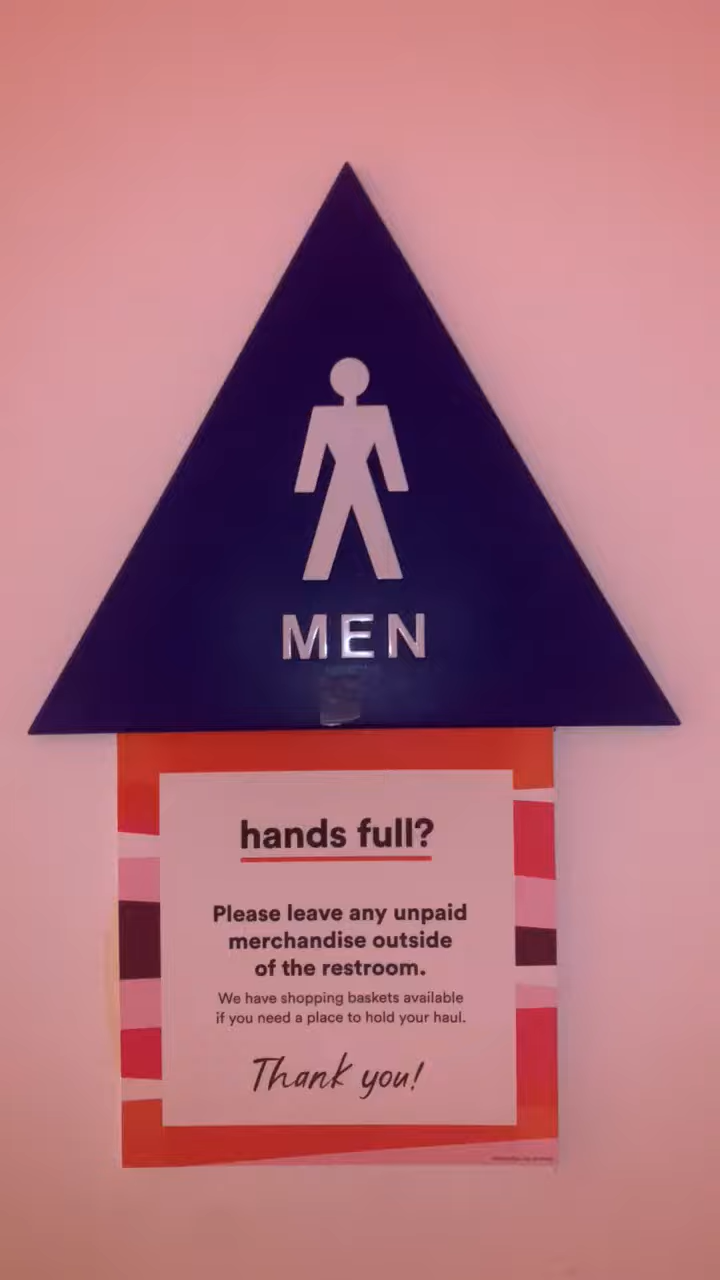 MEN
hands full?
Please leave any unpaid
merchandise outside
of the restroom.
We have shopping baskets available
if you need a place to hold your haul.
Thank you!